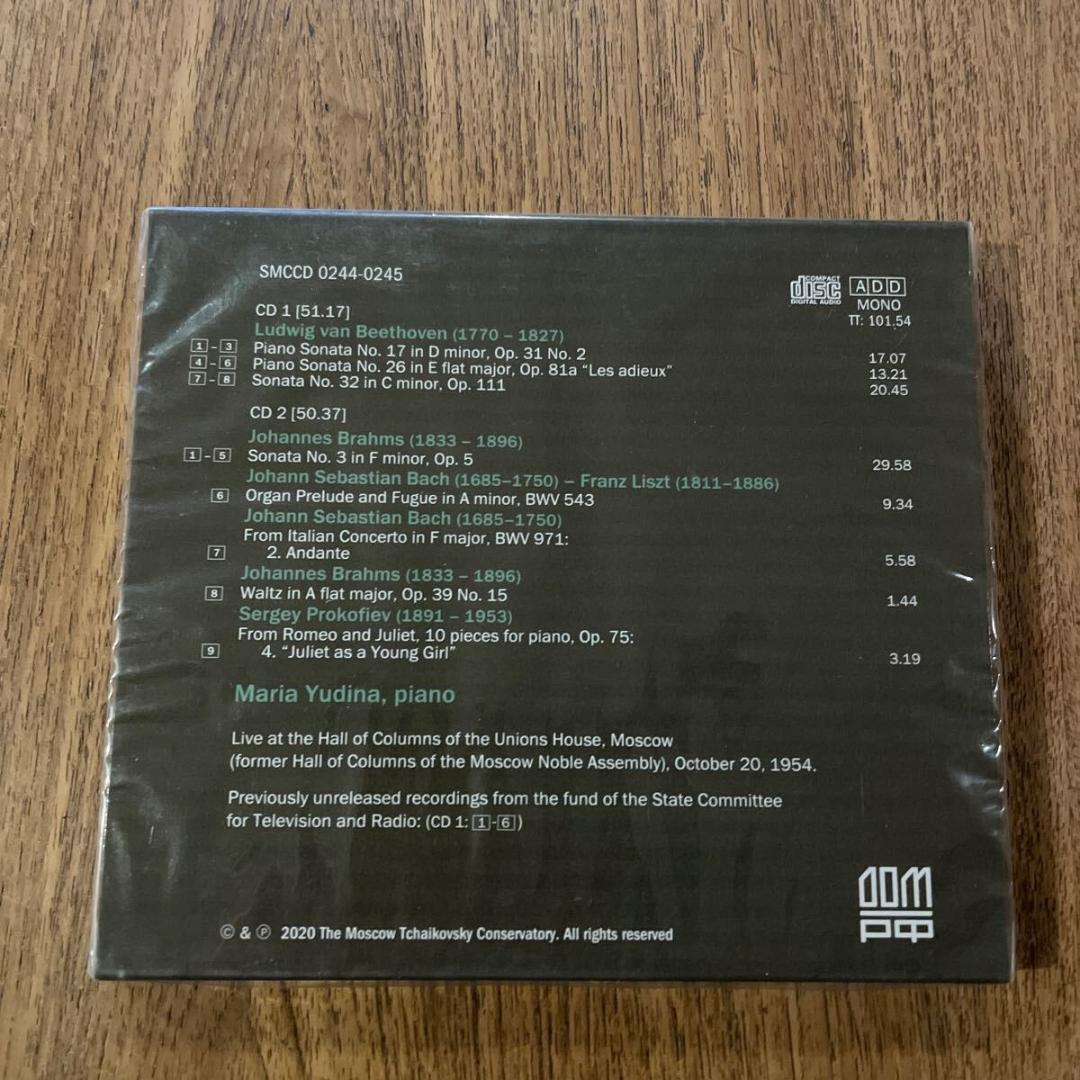 SMCCD 0244-0245
COMPACT
disc
DIGITAL AUDIO
ADD
MONO
TT: 101.54
CD 1 [51.17]
Ludwig van Beethoven (1770 – 1827)
1 - 3 Piano Sonata No. 17 in D minor, Op. 31 No. 2 17.07
4 - 6 Piano Sonata No. 26 in E flat major, Op. 81a “Les adieux” 13.21
7 - 8 Sonata No. 32 in C minor, Op. 111 20.45
CD 2 [50.37]
Johannes Brahms (1833 – 1896)
1 - 5 Sonata No. 3 in F minor, Op. 5 29.58
Johann Sebastian Bach (1685–1750) – Franz Liszt (1811–1886)
6 Organ Prelude and Fugue in A minor, BWV 543 9.34
Johann Sebastian Bach (1685–1750)
From Italian Concerto in F major, BWV 971:
7 2. Andante 5.58
Johannes Brahms (1833 – 1896)
8 Waltz in A flat major, Op. 39 No. 15 1.44
Sergey Prokofiev (1891 – 1953)
From Romeo and Juliet, 10 pieces for piano, Op. 75:
9 4. “Juliet as a Young Girl” 3.19
Maria Yudina, piano
Live at the Hall of Columns of the Unions House, Moscow
(former Hall of Columns of the Moscow Noble Assembly), October 20, 1954.
Previously unreleased recordings from the fund of the State Committee
for Television and Radio: (CD 1: 1-6)
ДОМ
РФ
© & ℗ 2020 The Moscow Tchaikovsky Conservatory. All rights reserved